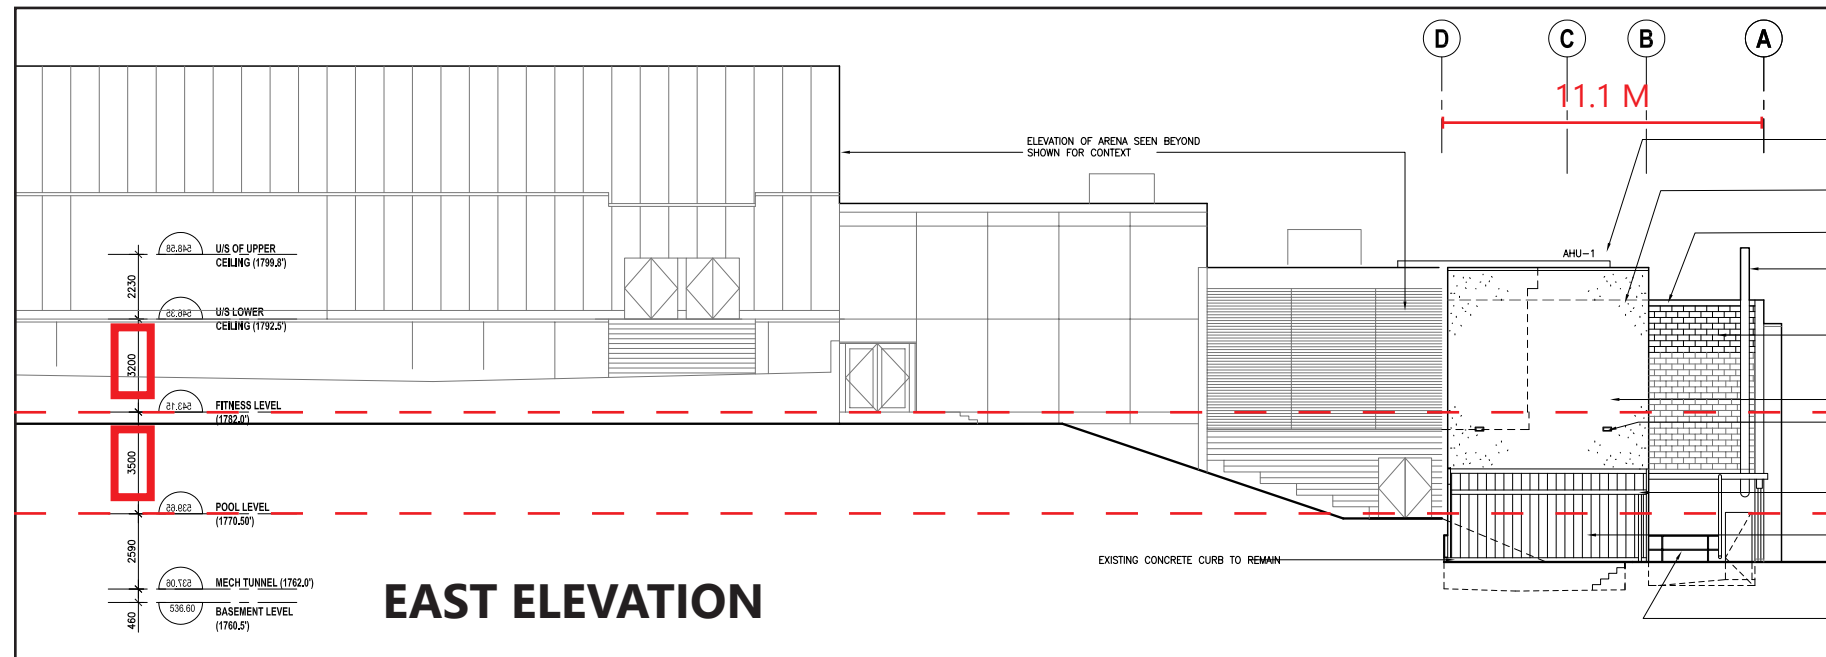 D C B A
11.1 M
ELEVATION OF ARENA SEEN BEYOND
SHOWN FOR CONTEXT
AHU-1
548.58
U/S OF UPPER
CEILING (1799.8')
2230
546.35
U/S LOWER
CEILING (1792.5')
3200
543.15
FITNESS LEVEL
(1782.0')
3500
539.65
POOL LEVEL
(1770.50')
2590
537.06
MECH TUNNEL (1762.0')
536.60
BASEMENT LEVEL
(1760.5')
460
EXISTING CONCRETE CURB TO REMAIN
EAST ELEVATION